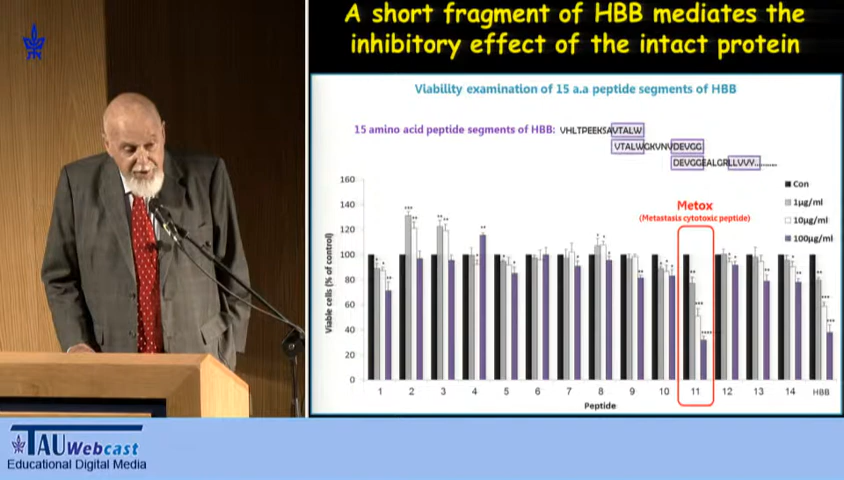 A short fragment of HBB mediates the
inhibitory effect of the intact protein
Viability examination of 15 a.a peptide segments of HBB
15 amino acid peptide segments of HBB: VHLTPEEKSAVTALW
VTALWGKVNVDEVGG
DEVGGEALGRLLVVY...........
Metox
(Metastasis cytotoxic peptide)
Con
1µg/ml
10µg/ml
100µg/ml
Viable cells (% of control)
160
140
120
100
80
60
40
20
0
1 2 3 4 5 6 7 8 9 10 11 12 13 14 HBB
Peptide
TAU Webcast
Educational Digital Media